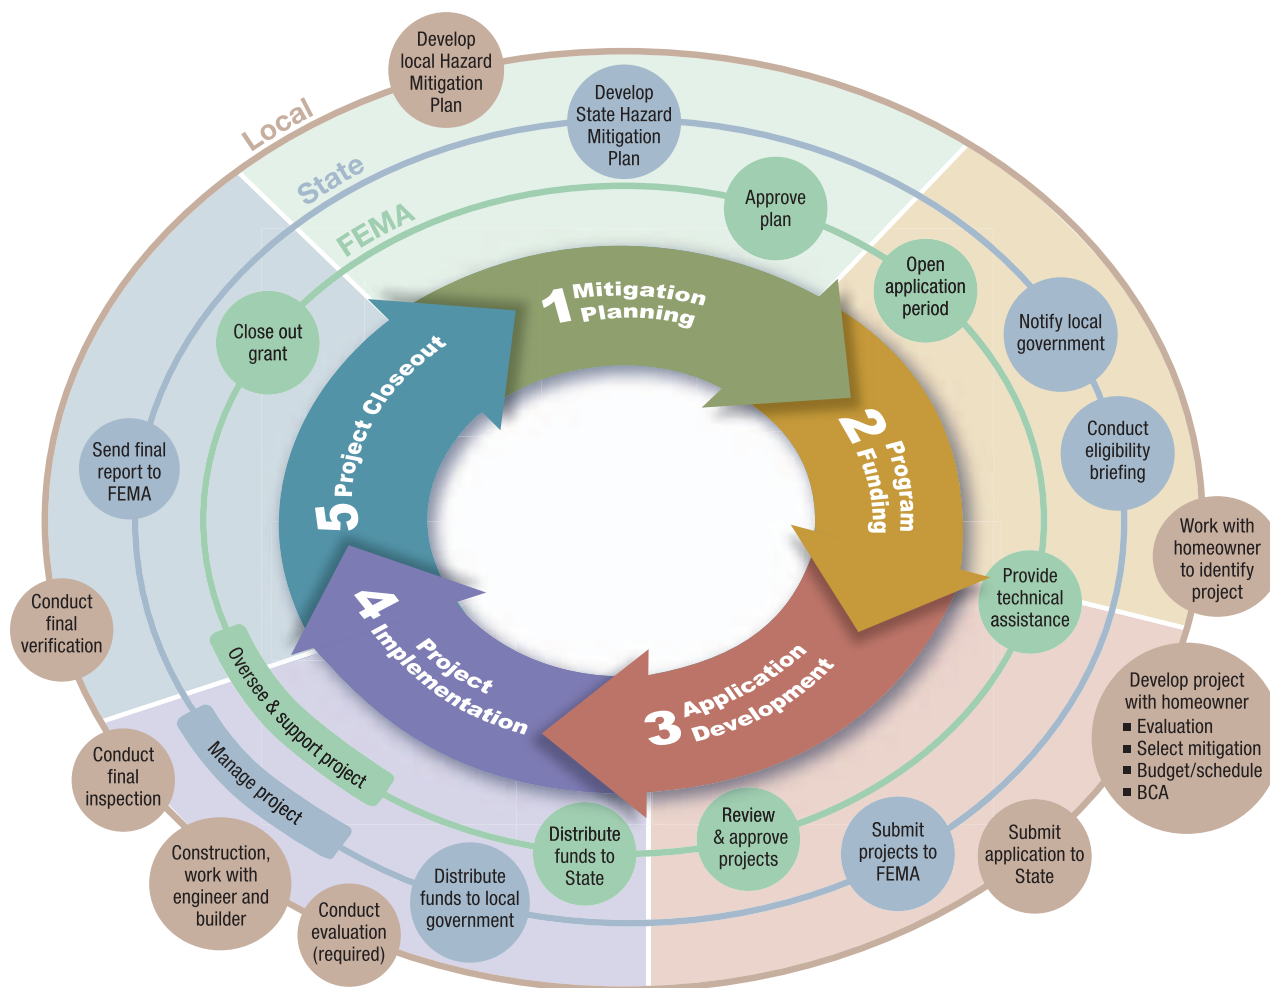 Local
State
FEMA
Develop
local Hazard
Mitigation
Plan
Develop
State Hazard
Mitigation
Plan
Approve
plan
Open
application
period
Notify local
government
Conduct
eligibility
briefing
Work with
homeowner
to identify
project
Provide
technical
assistance
Develop project
with homeowner
■ Evaluation
■ Select mitigation
■ Budget/schedule
■ BCA
Submit
application to
State
Submit
projects to
FEMA
Review
& approve
projects
Distribute
funds to
State
Distribute
funds to local
government
Conduct
evaluation
(required)
Construction,
work with
engineer and
builder
Manage project
Oversee & support project
Conduct
final
inspection
Conduct
final
verification
Send final
report to
FEMA
Close out
grant
1 Mitigation
Planning
2 Program
Funding
3 Application
Development
4 Project
Implementation
5 Project Closeout